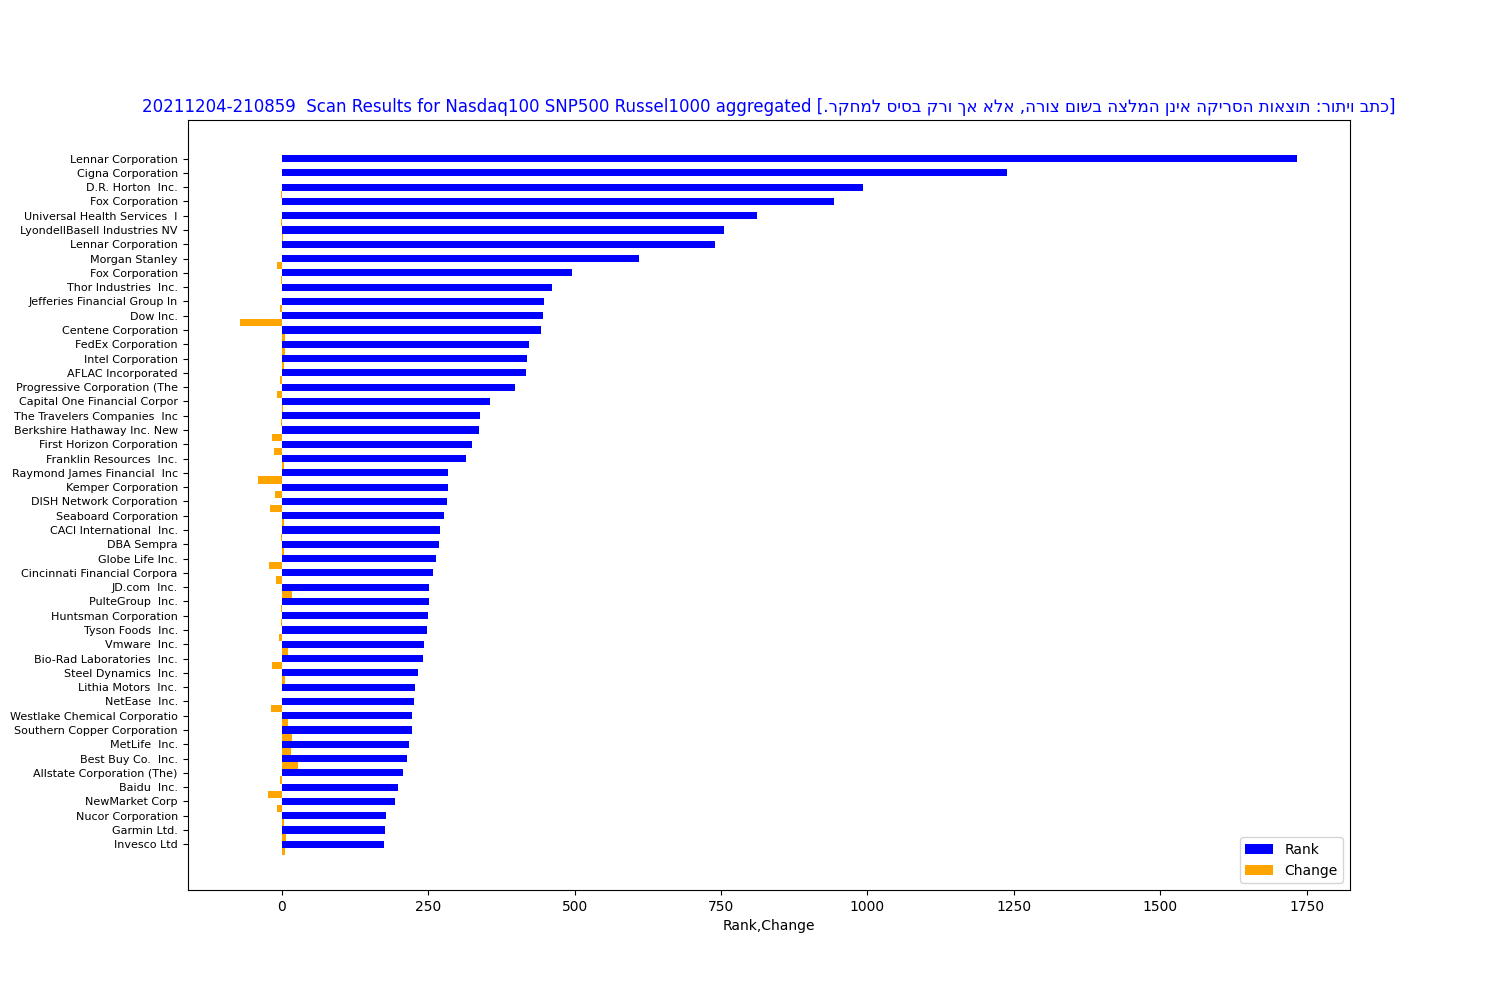 20211204-210859  Scan Results for Nasdaq100 SNP500 Russel1000 aggregated [כתב ויתור: תוצאות הסריקה אינן המלצה בשום צורה, אלא אך ורק בסיס למחקר.]
Lennar Corporation
Cigna Corporation
D.R. Horton  Inc.
Fox Corporation
Universal Health Services  I
LyondellBasell Industries NV
Lennar Corporation
Morgan Stanley
Fox Corporation
Thor Industries  Inc.
Jefferies Financial Group In
Dow Inc.
Centene Corporation
FedEx Corporation
Intel Corporation
AFLAC Incorporated
Progressive Corporation (The
Capital One Financial Corpor
The Travelers Companies  Inc
Berkshire Hathaway Inc. New
First Horizon Corporation
Franklin Resources  Inc.
Raymond James Financial  Inc
Kemper Corporation
DISH Network Corporation
Seaboard Corporation
CACI International  Inc.
DBA Sempra
Globe Life Inc.
Cincinnati Financial Corpora
JD.com  Inc.
PulteGroup  Inc.
Huntsman Corporation
Tyson Foods  Inc.
Vmware  Inc.
Bio-Rad Laboratories  Inc.
Steel Dynamics  Inc.
Lithia Motors  Inc.
NetEase  Inc.
Westlake Chemical Corporatio
Southern Copper Corporation
MetLife  Inc.
Best Buy Co.  Inc.
Allstate Corporation (The)
Baidu  Inc.
NewMarket Corp
Nucor Corporation
Garmin Ltd.
Invesco Ltd
Rank
Change
0 250 500 750 1000 1250 1500 1750
Rank,Change